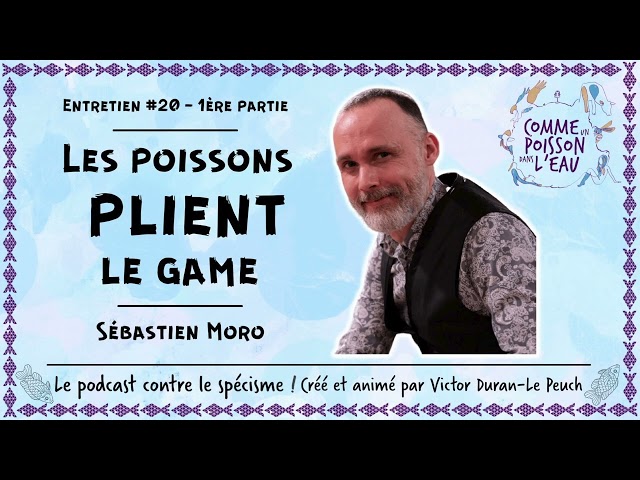 ENTRETIEN #20 - 1ÈRE PARTIE
LES POISSONS
PLIENT
LE GAME
SÉBASTIEN MORO
COMME UN
POISSON
DANS L'EAU
Le podcast contre le spécisme ! Créé et animé par Victor Duran-Le Peuch